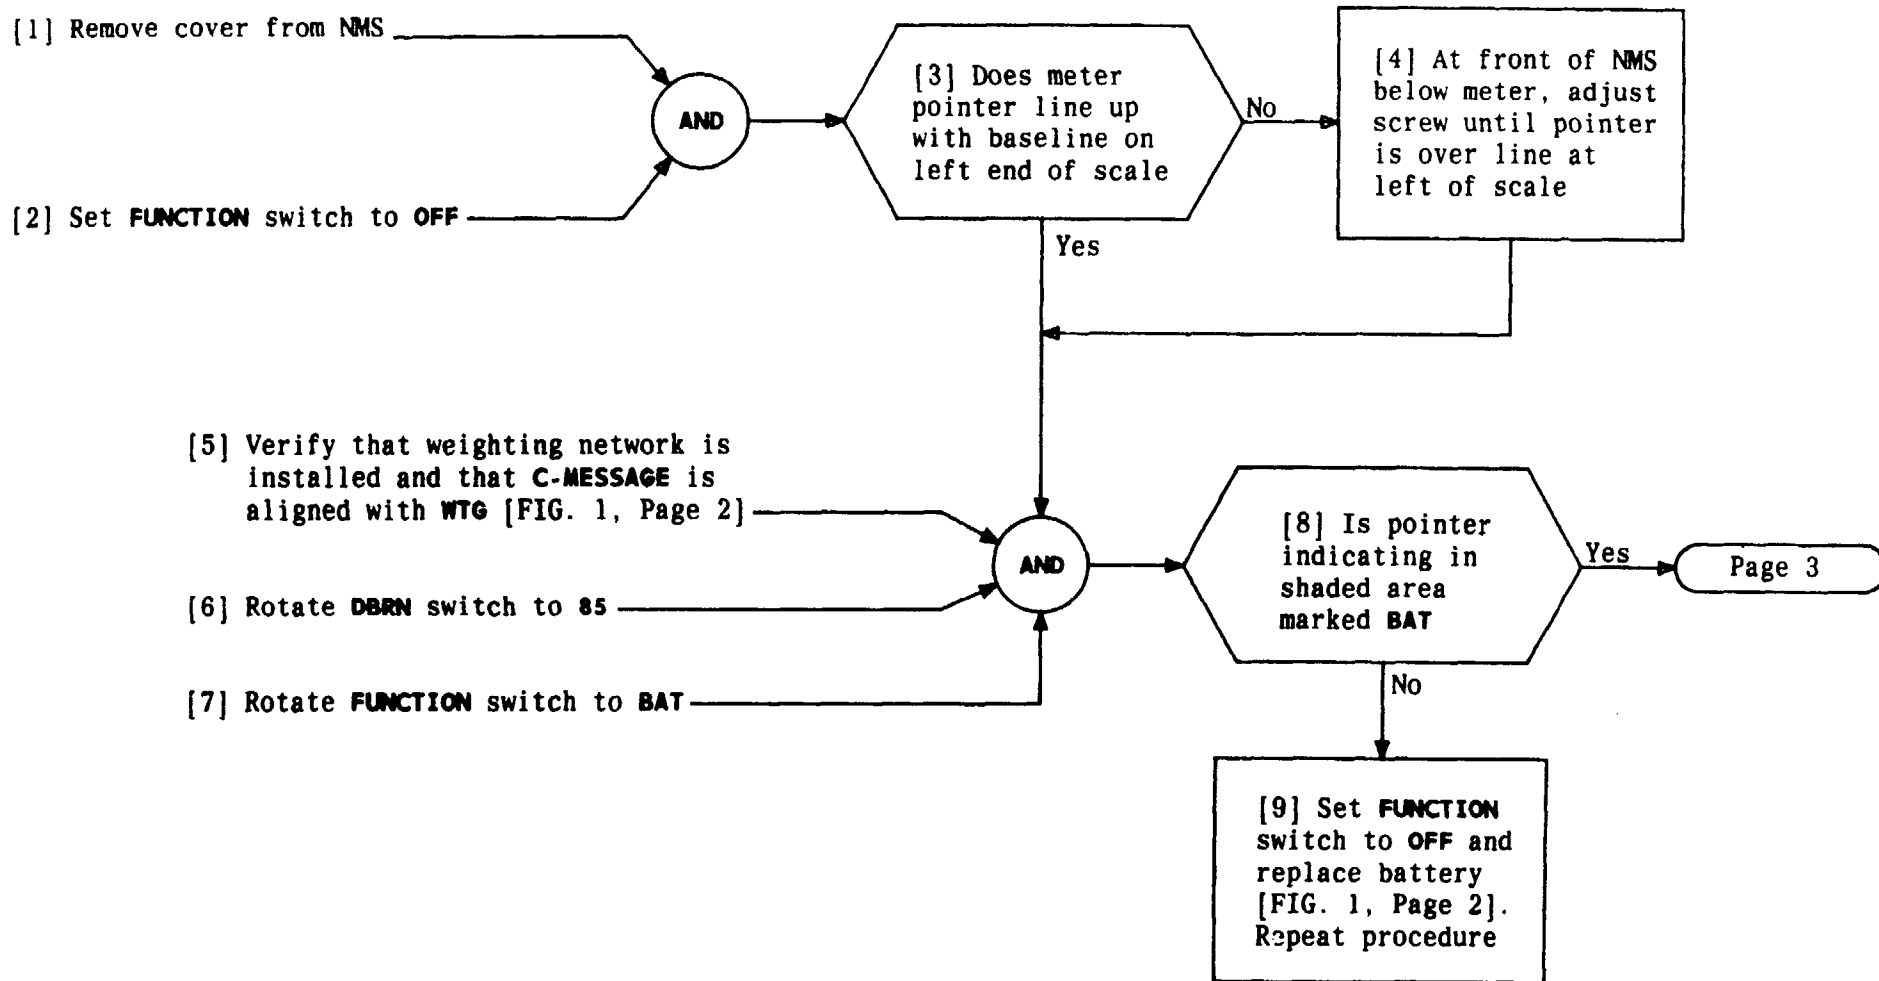 [1] Remove cover from NMS
AND
[2] Set FUNCTION switch to OFF
[3] Does meter
pointer line up
with baseline on
left end of scale
No
Yes
[4] At front of NMS
below meter, adjust
screw until pointer
is over line at
left of scale
[5] Verify that weighting network is
installed and that C-MESSAGE is
aligned with WTG [FIG. 1, Page 2]
[6] Rotate DBRN switch to 85
[7] Rotate FUNCTION switch to BAT
AND
[8] Is pointer
indicating in
shaded area
marked BAT
Yes
Page 3
No
[9] Set FUNCTION
switch to OFF and
replace battery
[FIG. 1, Page 2].
Repeat procedure